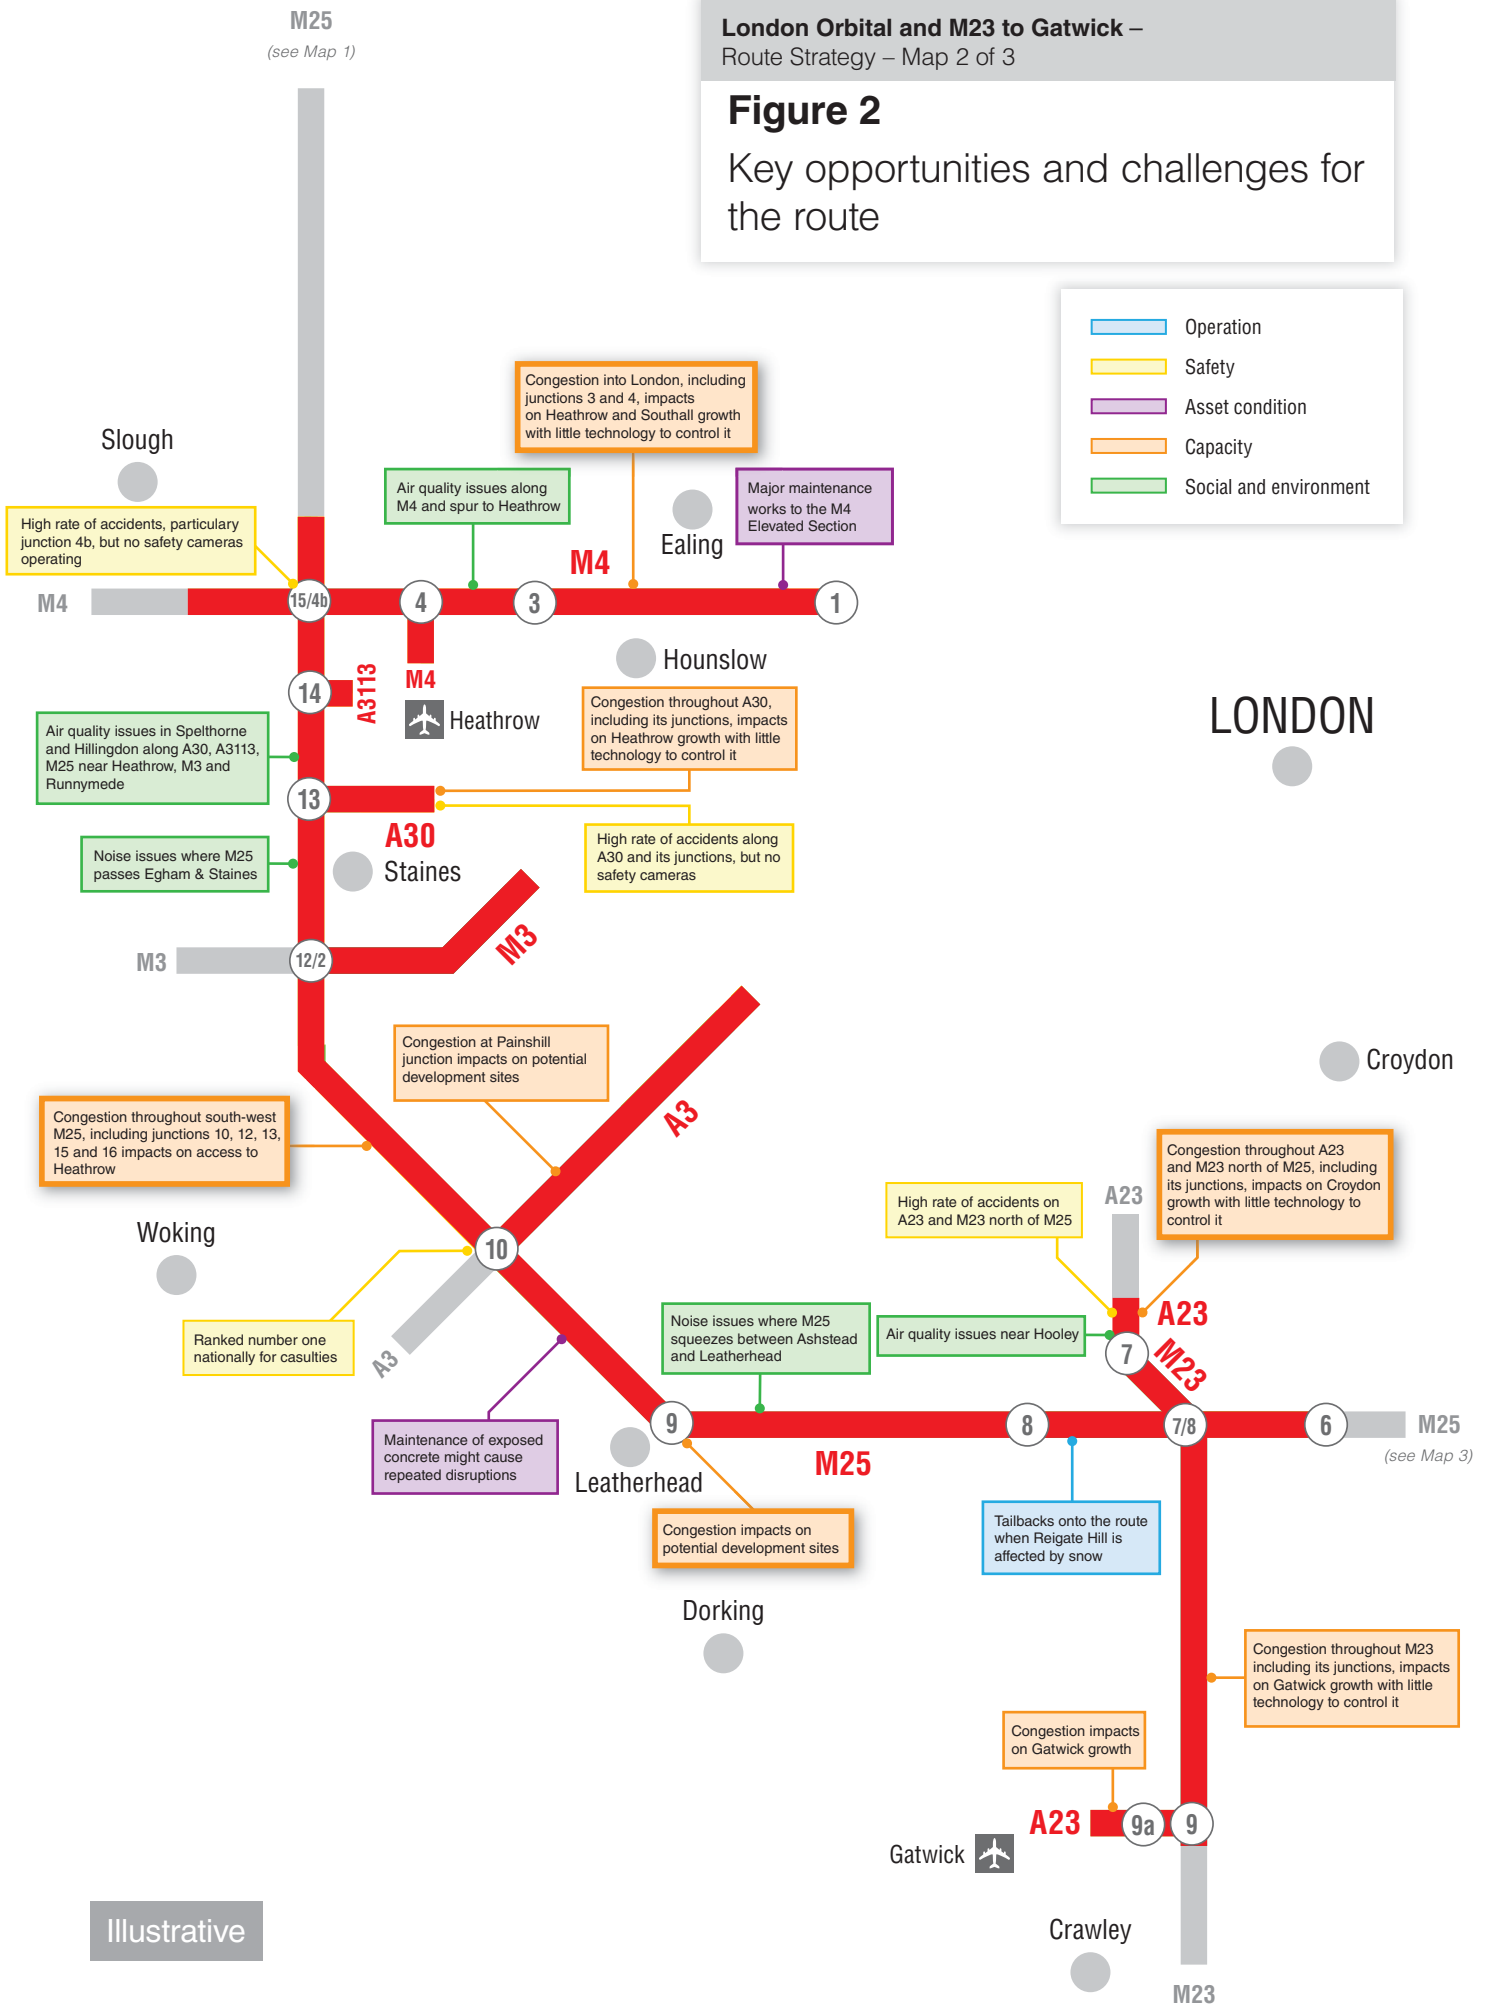 M25
(see Map 1)
London Orbital and M23 to Gatwick –
Route Strategy – Map 2 of 3
Figure 2
Key opportunities and challenges for
the route
Operation
Safety
Asset condition
Capacity
Social and environment
Congestion into London, including
junctions 3 and 4, impacts
on Heathrow and Southall growth
with little technology to control it
Slough
Air quality issues along
M4 and spur to Heathrow
Major maintenance
works to the M4
Elevated Section
Ealing
High rate of accidents, particulary
junction 4b, but no safety cameras
operating
M4
M4
15/4b
4
3
1
Hounslow
M4
A3113
14
Heathrow
Congestion throughout A30,
including its junctions, impacts
on Heathrow growth with little
technology to control it
LONDON
Air quality issues in Spelthorne
and Hillingdon along A30, A3113,
M25 near Heathrow, M3 and
Runnymede
13
A30
High rate of accidents along
A30 and its junctions, but no
safety cameras
Noise issues where M25
passes Egham & Staines
Staines
M3
12/2
M3
Congestion at Painshill
junction impacts on potential
development sites
Croydon
A3
Congestion throughout south-west
M25, including junctions 10, 12, 13,
15 and 16 impacts on access to
Heathrow
Congestion throughout A23
and M23 north of M25, including
its junctions, impacts on Croydon
growth with little technology to
control it
High rate of accidents on
A23 and M23 north of M25
A23
Woking
10
Ranked number one
nationally for casulties
A3
Noise issues where M25
squeezes between Ashstead
and Leatherhead
Air quality issues near Hooley
A23
7
M23
9
8
7/8
6
M25
(see Map 3)
Maintenance of exposed
concrete might cause
repeated disruptions
Leatherhead
M25
Congestion impacts on
potential development sites
Tailbacks onto the route
when Reigate Hill is
affected by snow
Dorking
Congestion throughout M23
including its junctions, impacts
on Gatwick growth with little
technology to control it
Congestion impacts
on Gatwick growth
A23
9a
9
Gatwick
Illustrative
Crawley
M23